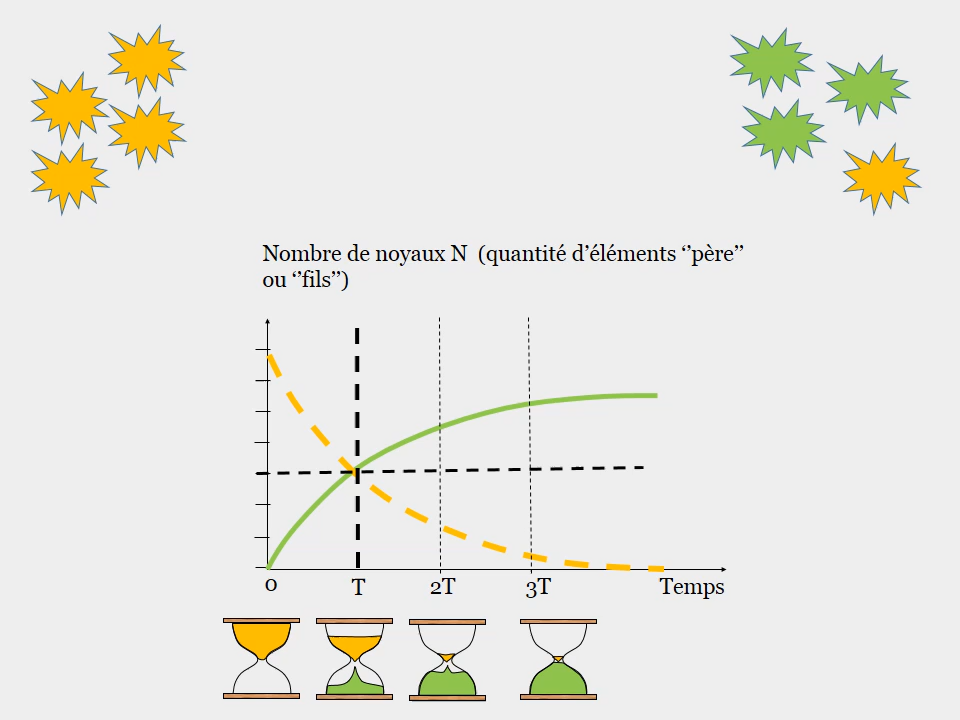 Nombre de noyaux N  (quantité d’éléments ‘’père’’
ou ‘’fils’’)
0
T
2T
3T
Temps